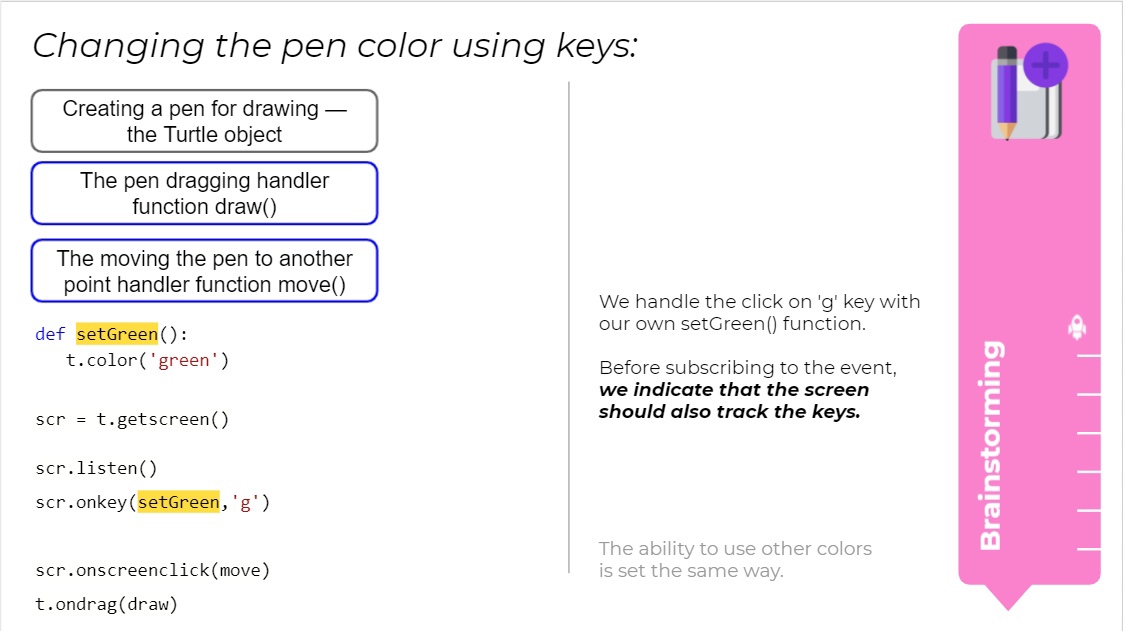 Changing the pen color using keys:
Creating a pen for drawing —
the Turtle object
The pen dragging handler
function draw()
The moving the pen to another
point handler function move()
def setGreen():
t.color('green')
scr = t.getscreen()
scr.listen()
scr.onkey(setGreen,'g')
scr.onscreenclick(move)
t.ondrag(draw)
We handle the click on 'g' key with
our own setGreen() function.
Before subscribing to the event,
we indicate that the screen
should also track the keys.
The ability to use other colors
is set the same way.
Brainstorming